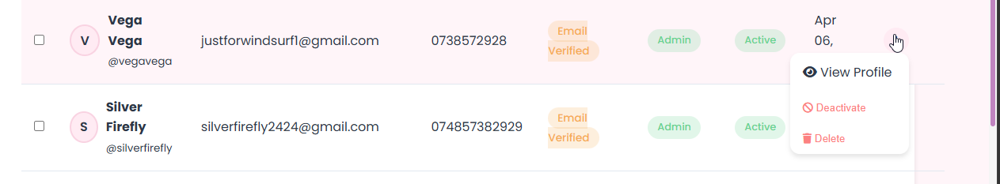 V
Vega
Vega
@vegavega
justforwindsurf1@gmail.com
0738572928
Email
Verified
Admin
Active
Apr
06,
View Profile
Deactivate
Delete
S
Silver
Firefly
@silverfirefly
silverfirefly2424@gmail.com
074857382929
Email
Verified
Admin
Active